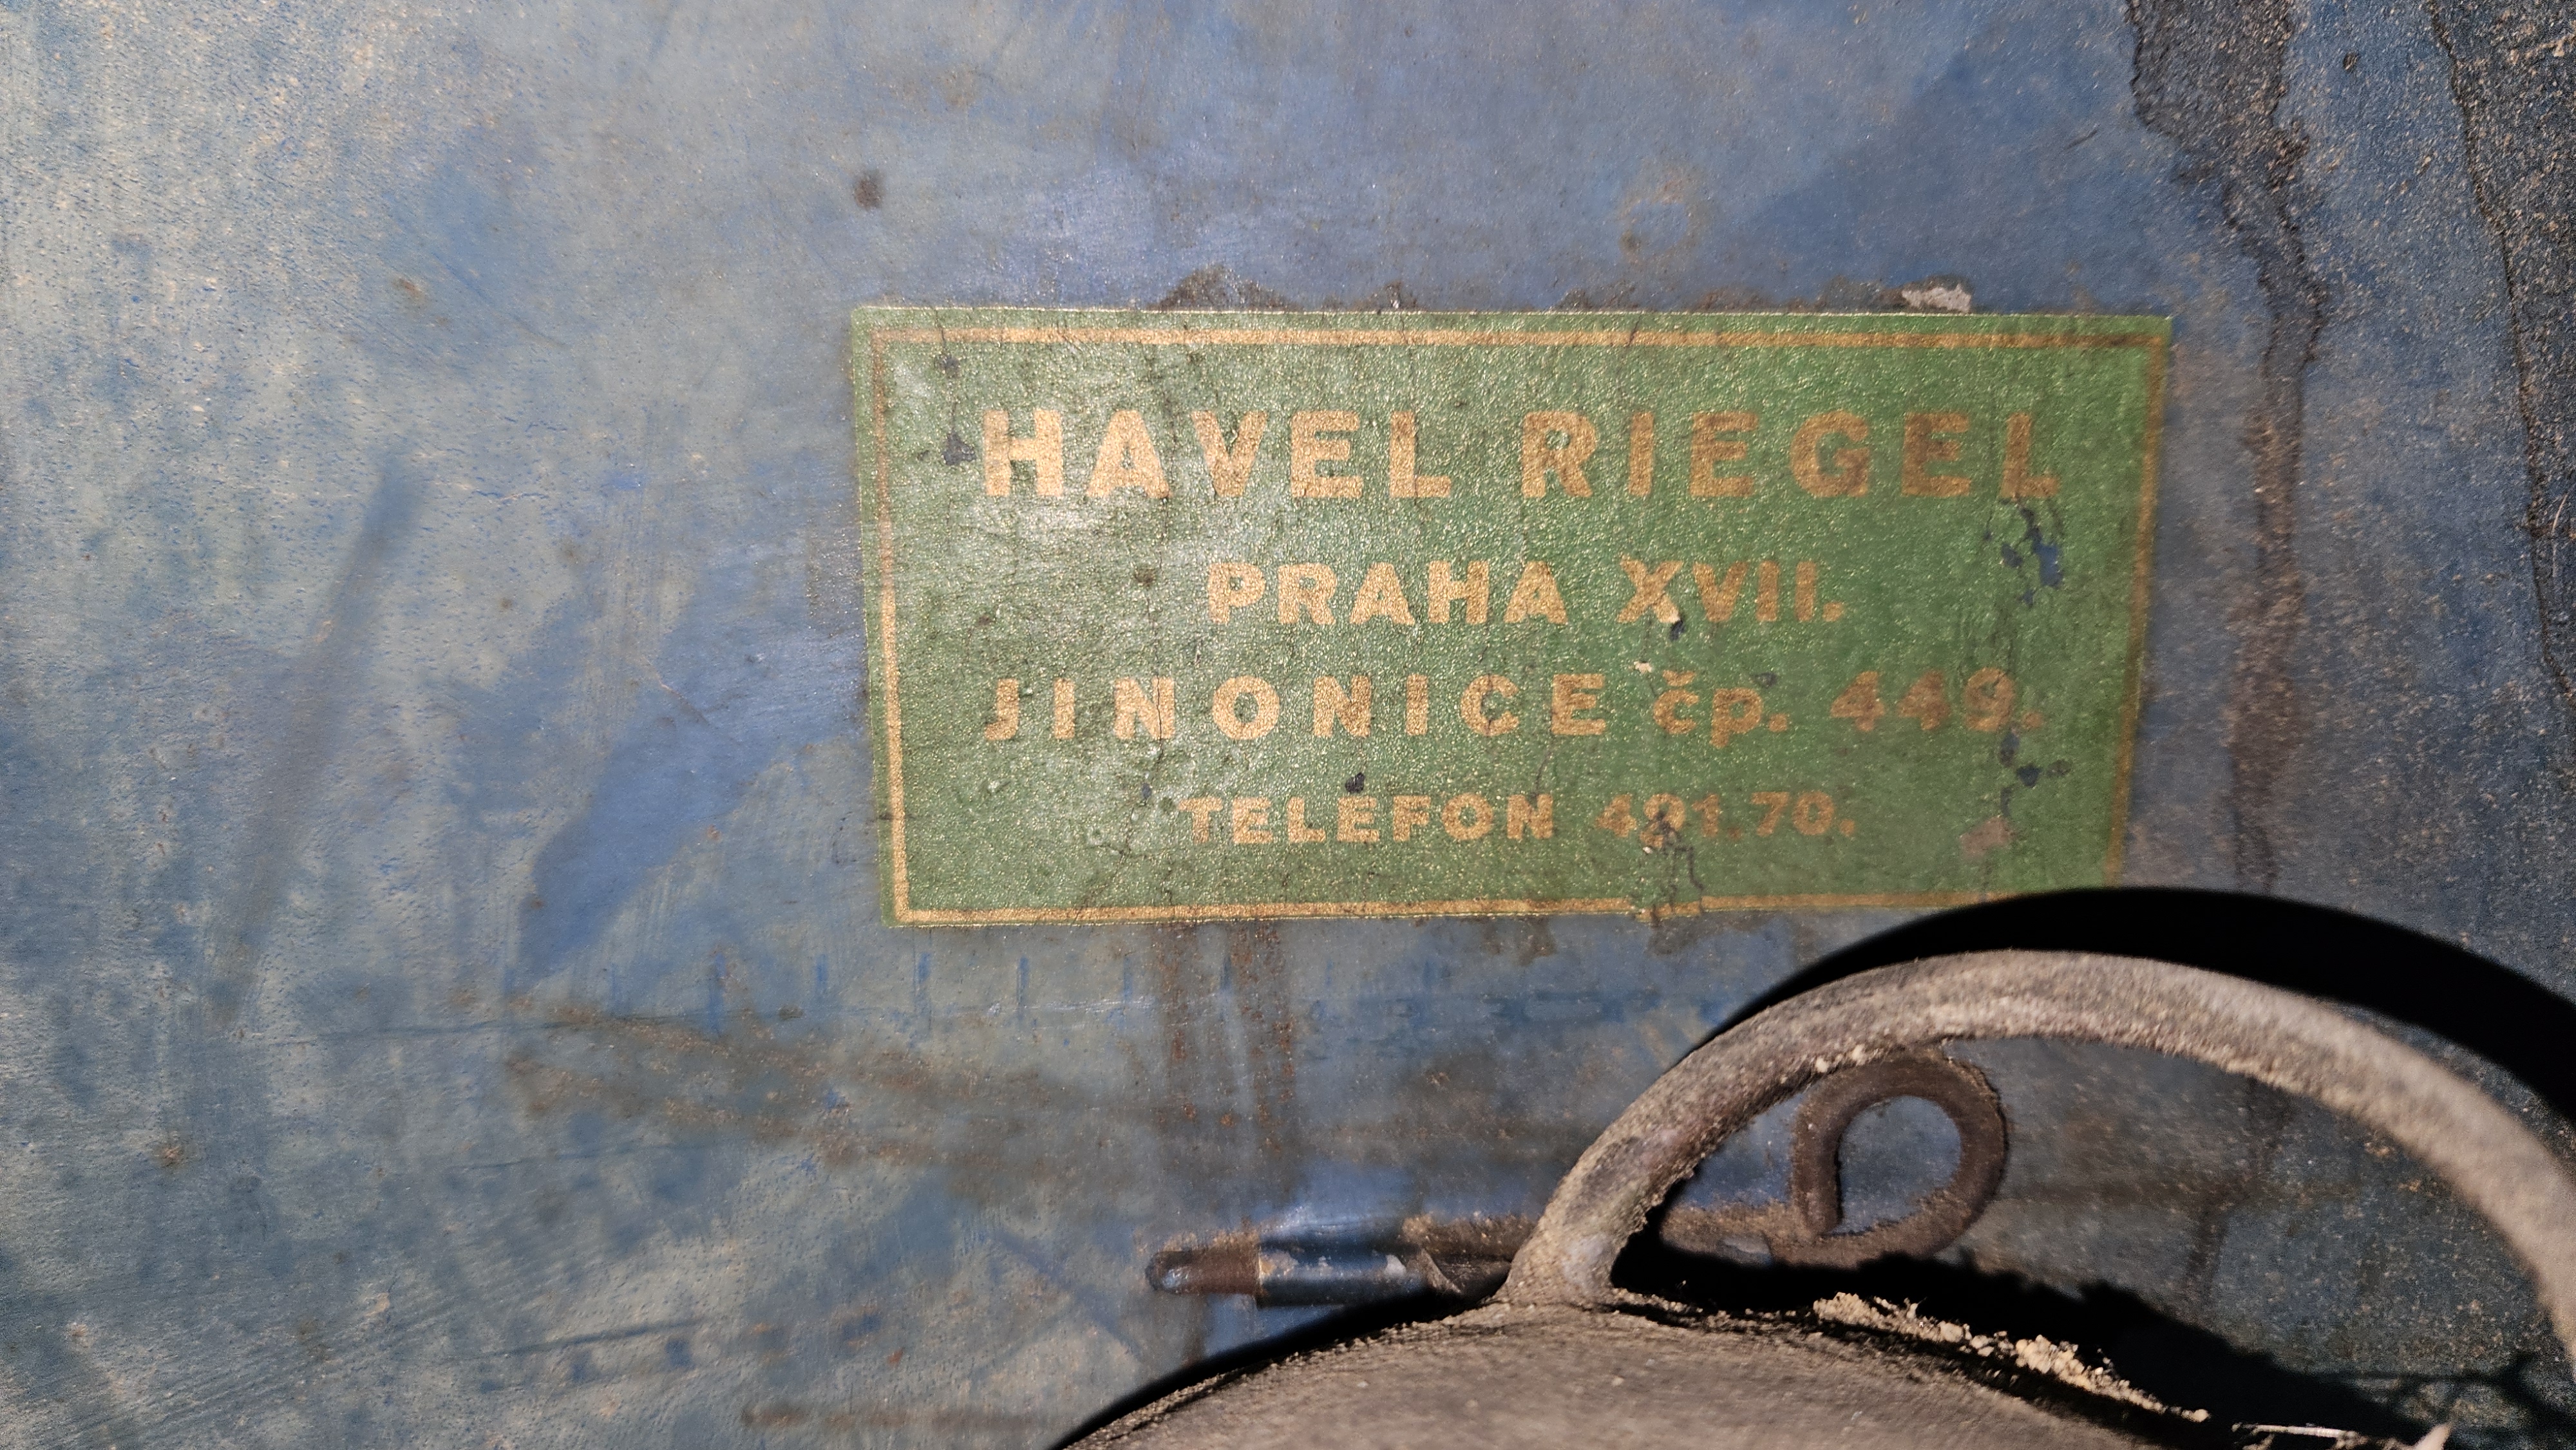 HAVEL RIEGEL
PRAHA XVII.
JINONICE čp. 449.
TELEFON 491.70.